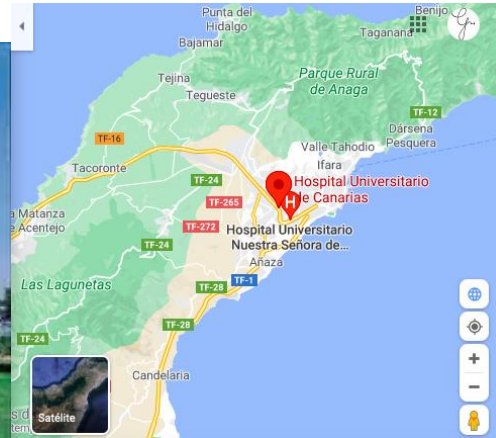 Punta del
Hidalgo
Benijo
Taganana
Bajamar
Tejina
Parque Rural
de Anaga
Tegueste
TF-12
TF-16
Dársena
Pesquera
Valle Tahodio
Ifara
Tacoronte
TF-24
Hospital Universitario
de Canarias
H
TF-265
a Matanza
e Acentejo
TF-272
Hospital Universitario
Nuestra Señora de...
TF-24
Añaza
TF-1
Las Lagunetas
TF-28
TF-28
TF-24
Candelaria
Satélite